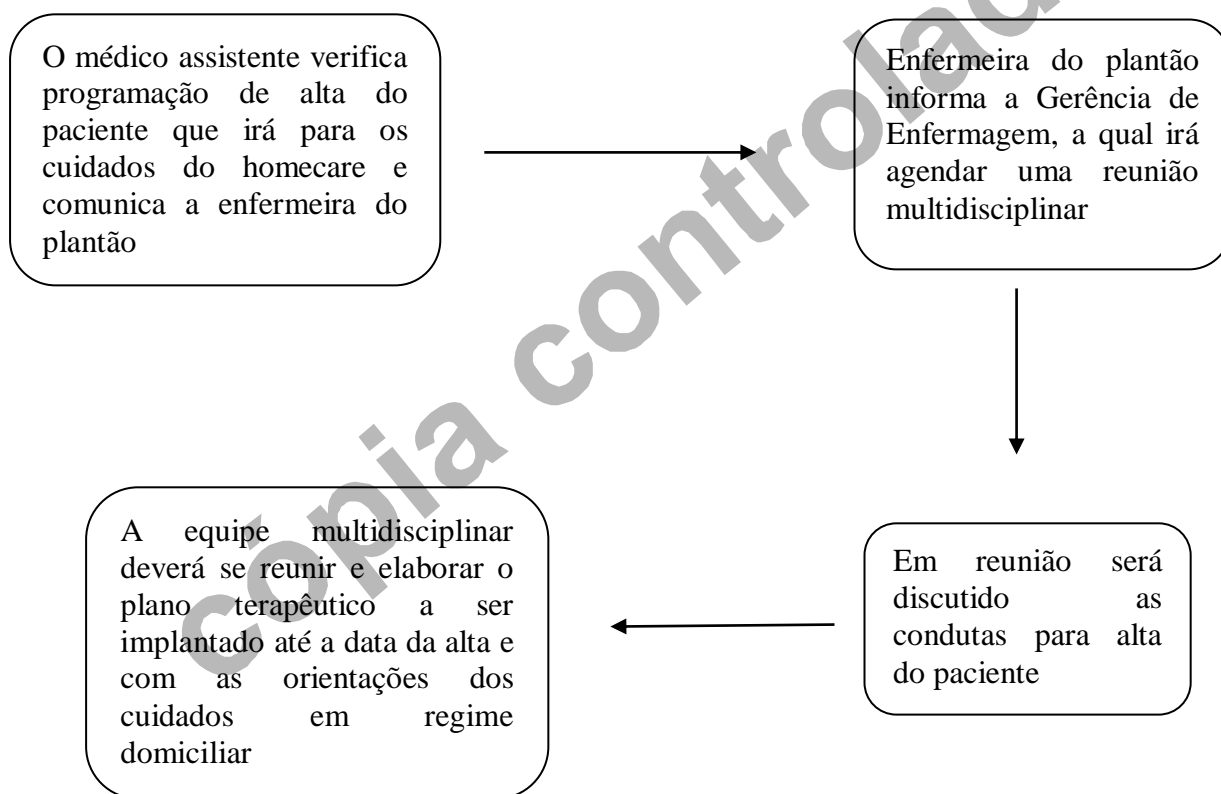 O médico assistente verifica
programação de alta do
paciente que irá para os
cuidados do homecare e
comunica a enfermeira do
plantão
Enfermeira do plantão
informa a Gerência de
Enfermagem, a qual irá
agendar uma reunião
multidisciplinar
Em reunião será
discutido as
condutas para alta
do paciente
A equipe multidisciplinar
deverá se reunir e elaborar o
plano terapêutico a ser
implantado até a data da alta e
com as orientações dos
cuidados em regime
domiciliar
cópia controlad